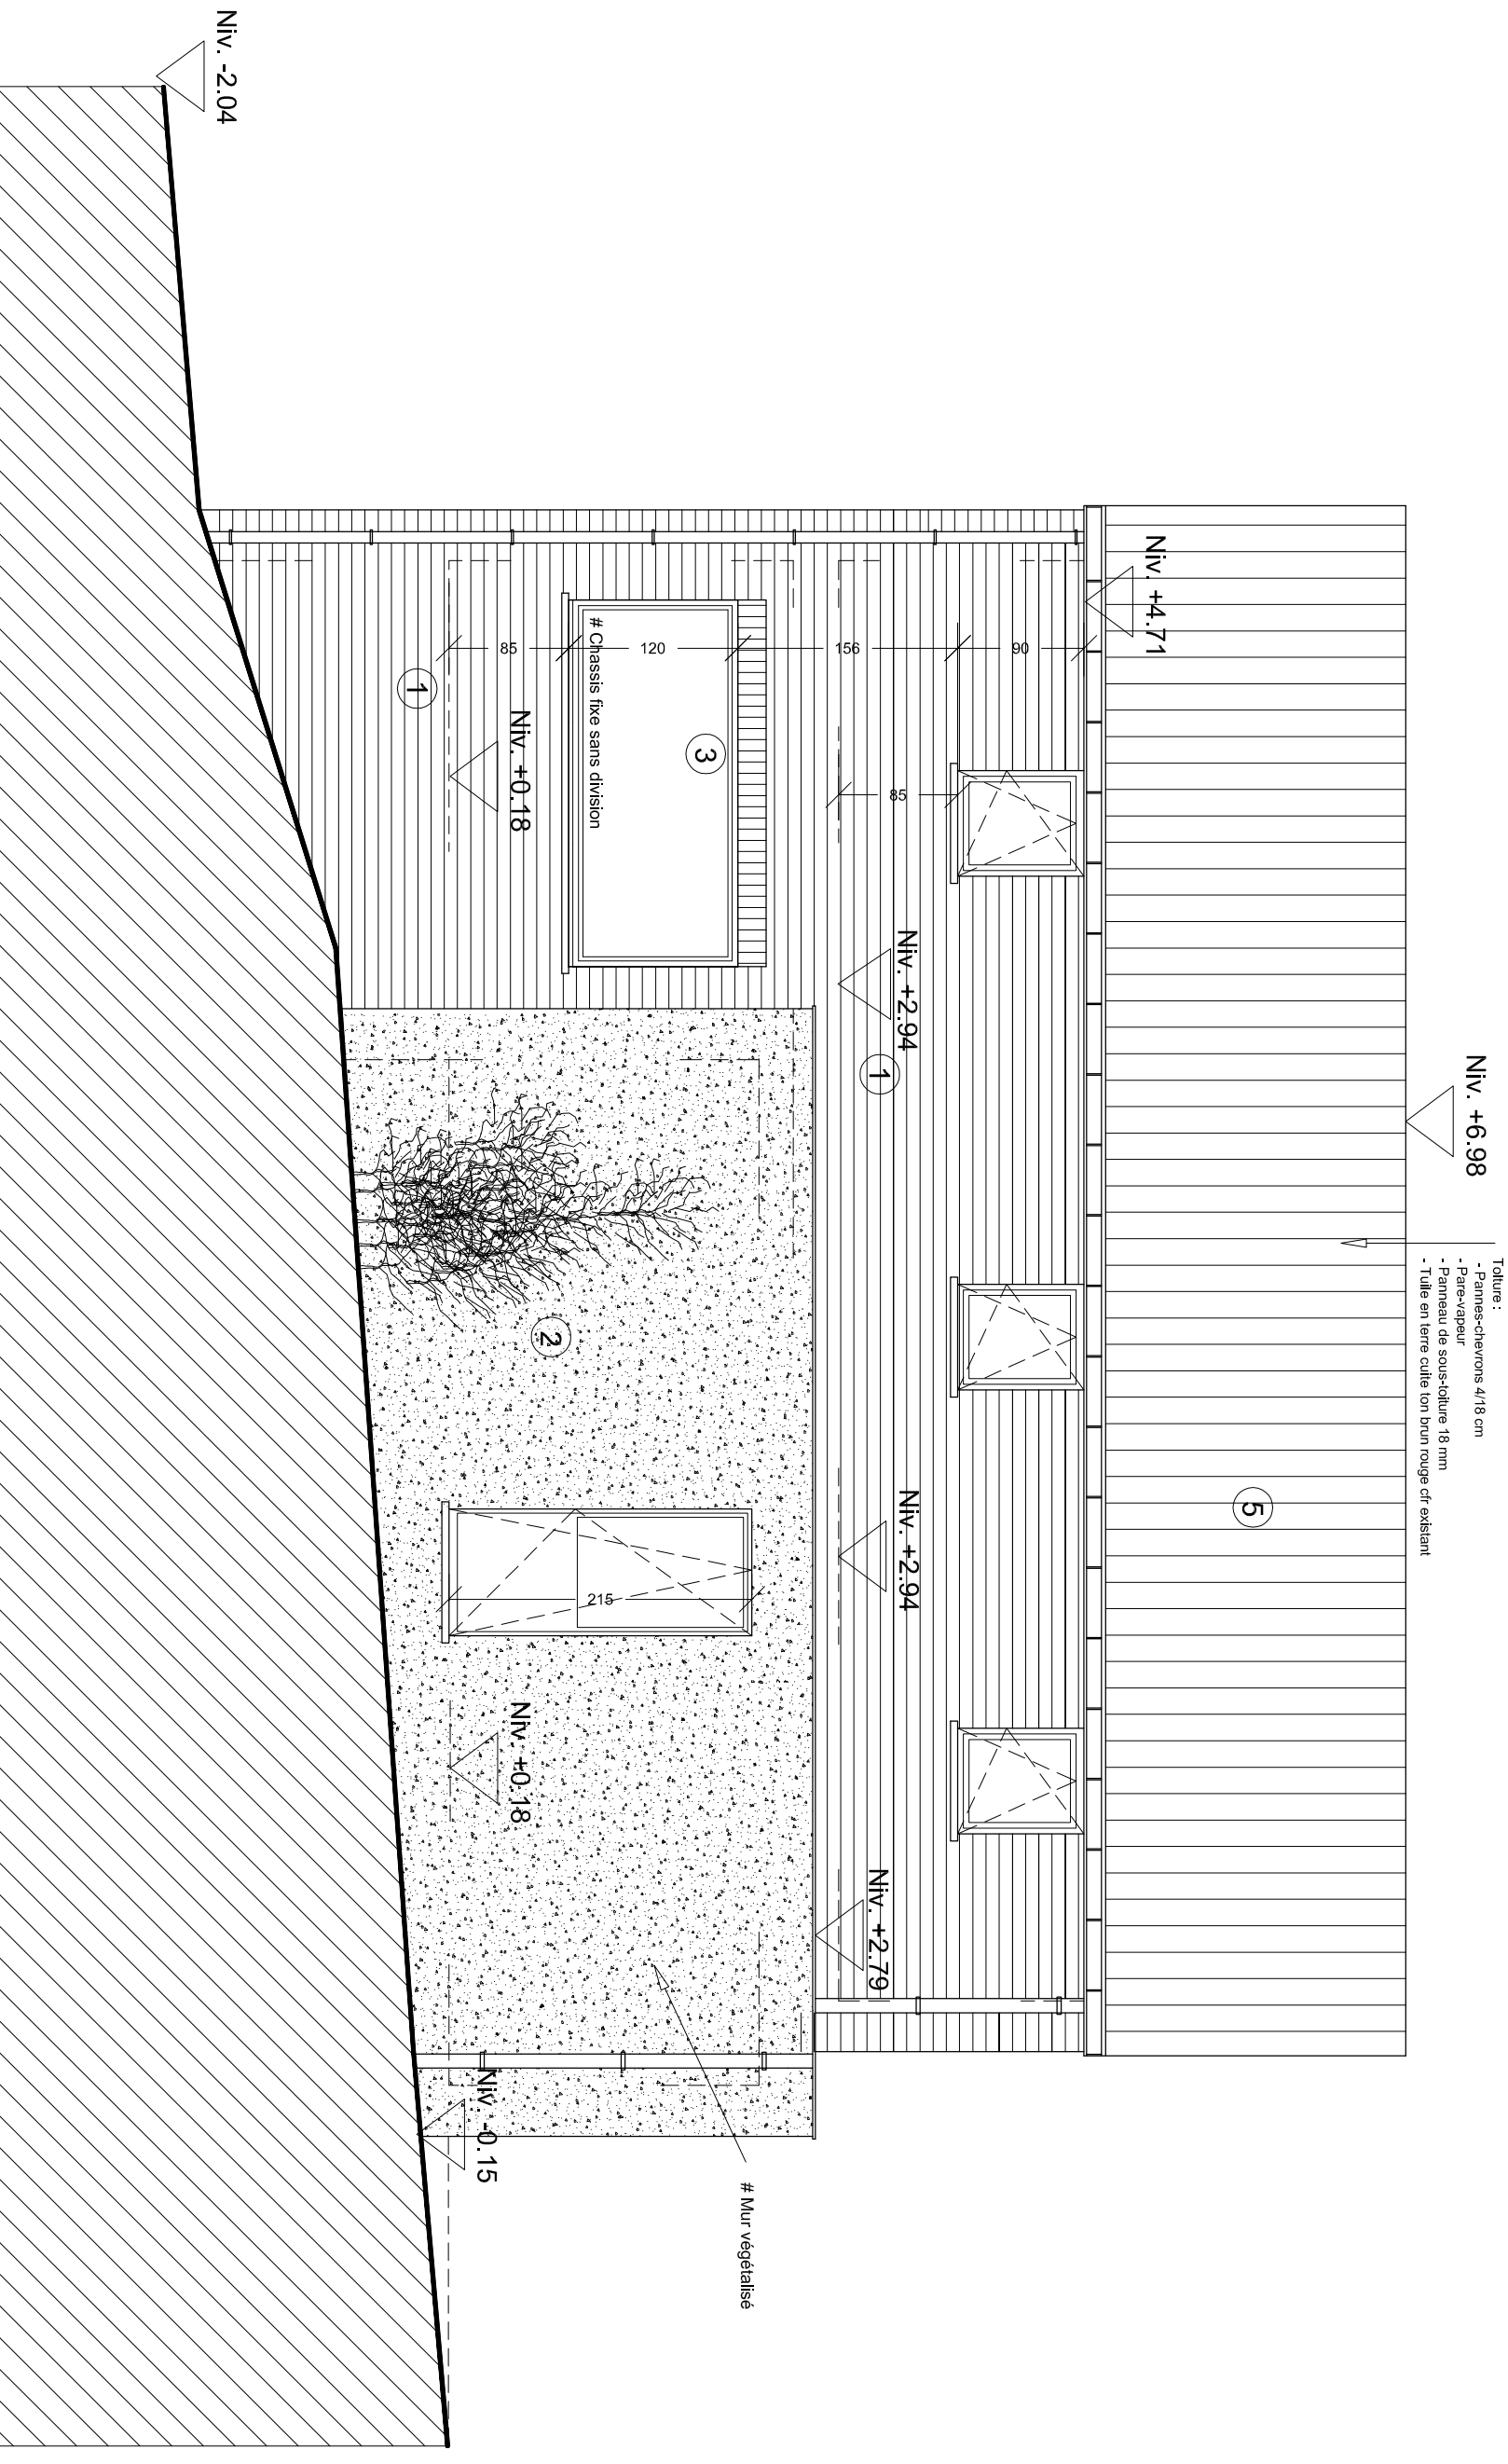 Toiture :
- Pannes-chevrons 4/18 cm
- Pare-vapeur
- Panneau de sous-toiture 18 mm
- Tuile en terre cuite ton brun rouge cfr existant
Niv. +6.98
5
Niv. +4.71
90
156
120
85
85
Niv. +2.94
1
Niv. +2.94
Niv. +2.79
3
# Chassis fixe sans division
Niv. +0.18
1
2
215
Niv. +0.18
# Mur végétalisé
Niv. -0.15
Niv. -2.04